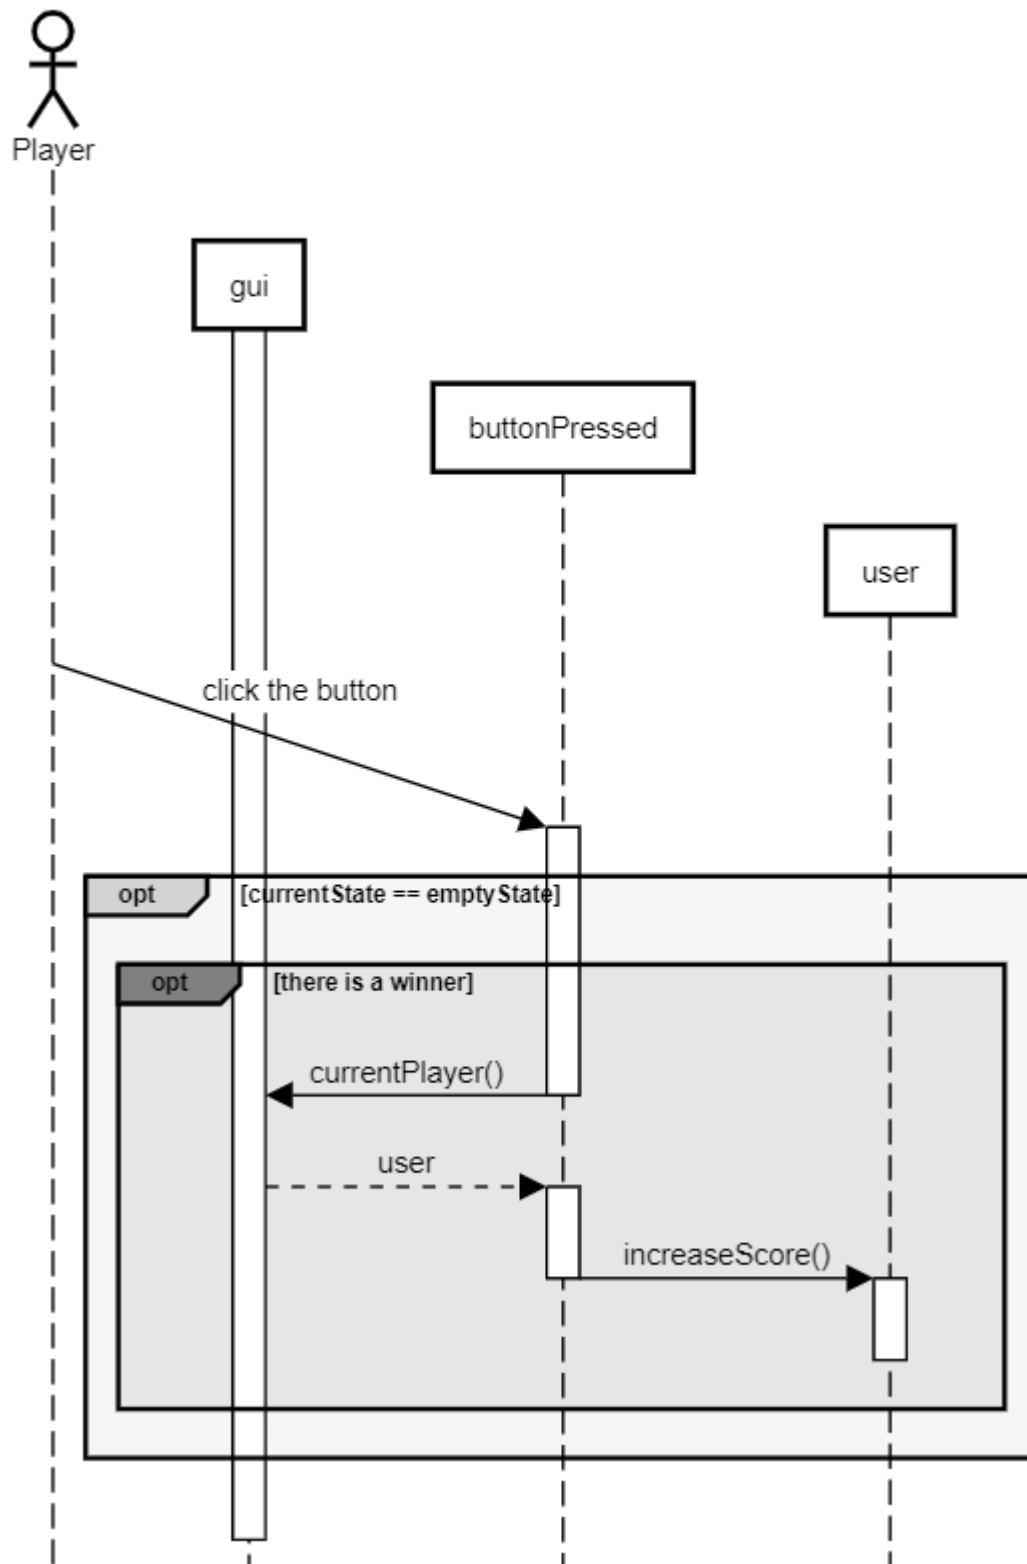 Player
gui
buttonPressed
user
click the button
opt
[currentState == emptyState]
opt
[there is a winner]
currentPlayer()
user
increaseScore()